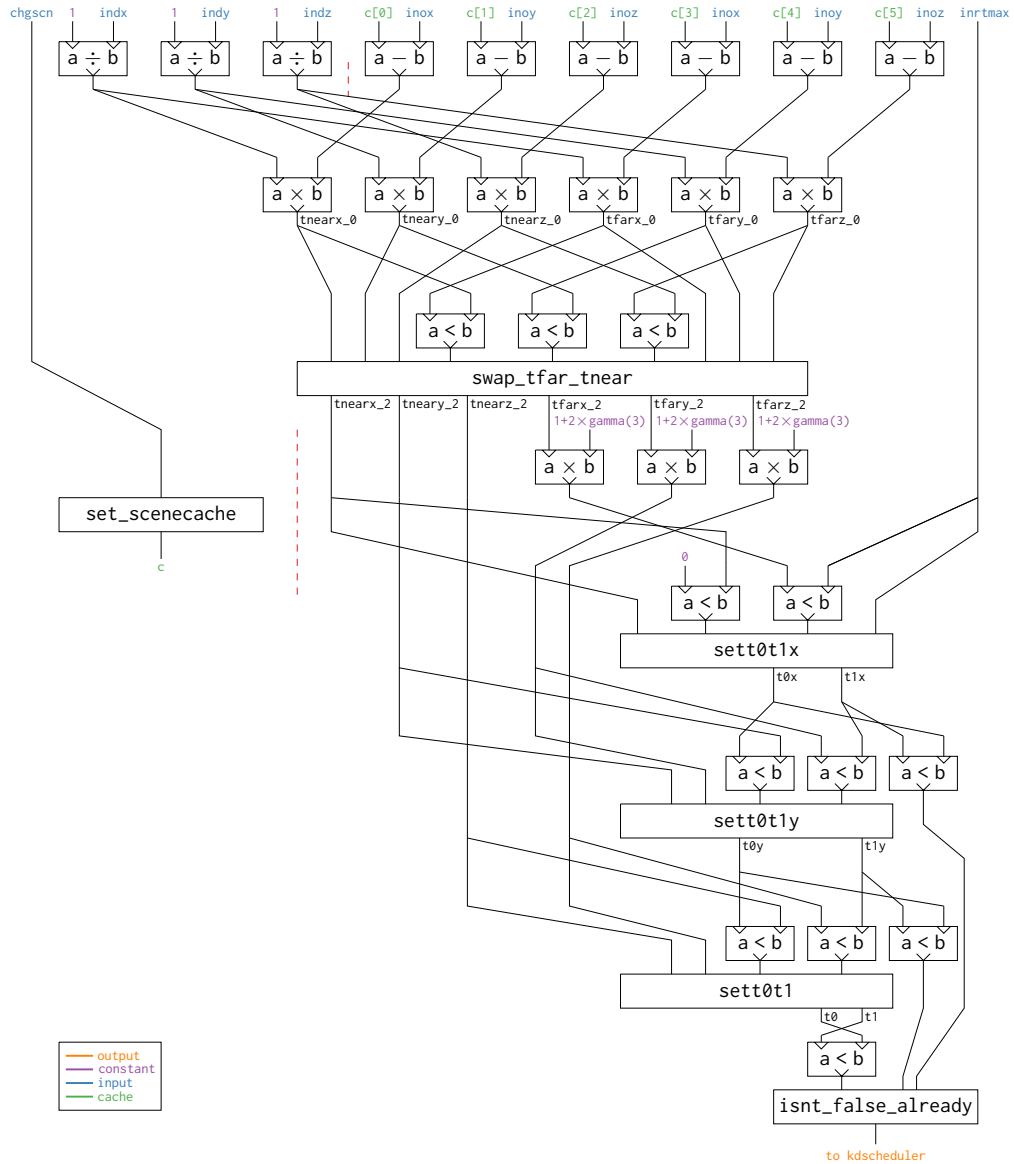 chgscn 1 indx 1 indy 1 indz c[0] inox c[1] inoy c[2] inoz c[3] inox c[4] inoy c[5] inoz inrtmax
a ÷ b a ÷ b a ÷ b a − b a − b a − b a − b a − b a − b
a × b a × b a × b a × b a × b a × b
tnearx_0 tneary_0 tnearz_0 tfarx_0 tfary_0 tfarz_0
a < b a < b a < b
swap_tfar_tnear
tnearx_2 tneary_2 tnearz_2 tfarx_2 tfary_2 tfarz_2
1+2×gamma(3) 1+2×gamma(3) 1+2×gamma(3)
a × b a × b a × b
set_scenecache
c
0
a < b a < b
sett0t1x
t0x t1x
a < b a < b a < b
sett0t1y
t0y t1y
a < b a < b a < b
sett0t1
t0 t1
a < b
output
constant
input
cache
isnt_false_already
to kdscheduler